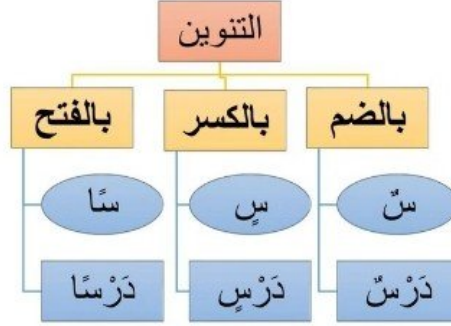 التنوين
بالضم بالكسر بالفتح
سٌ سٍ سًا
دَرْسٌ دَرْسٍ دَرْسًا